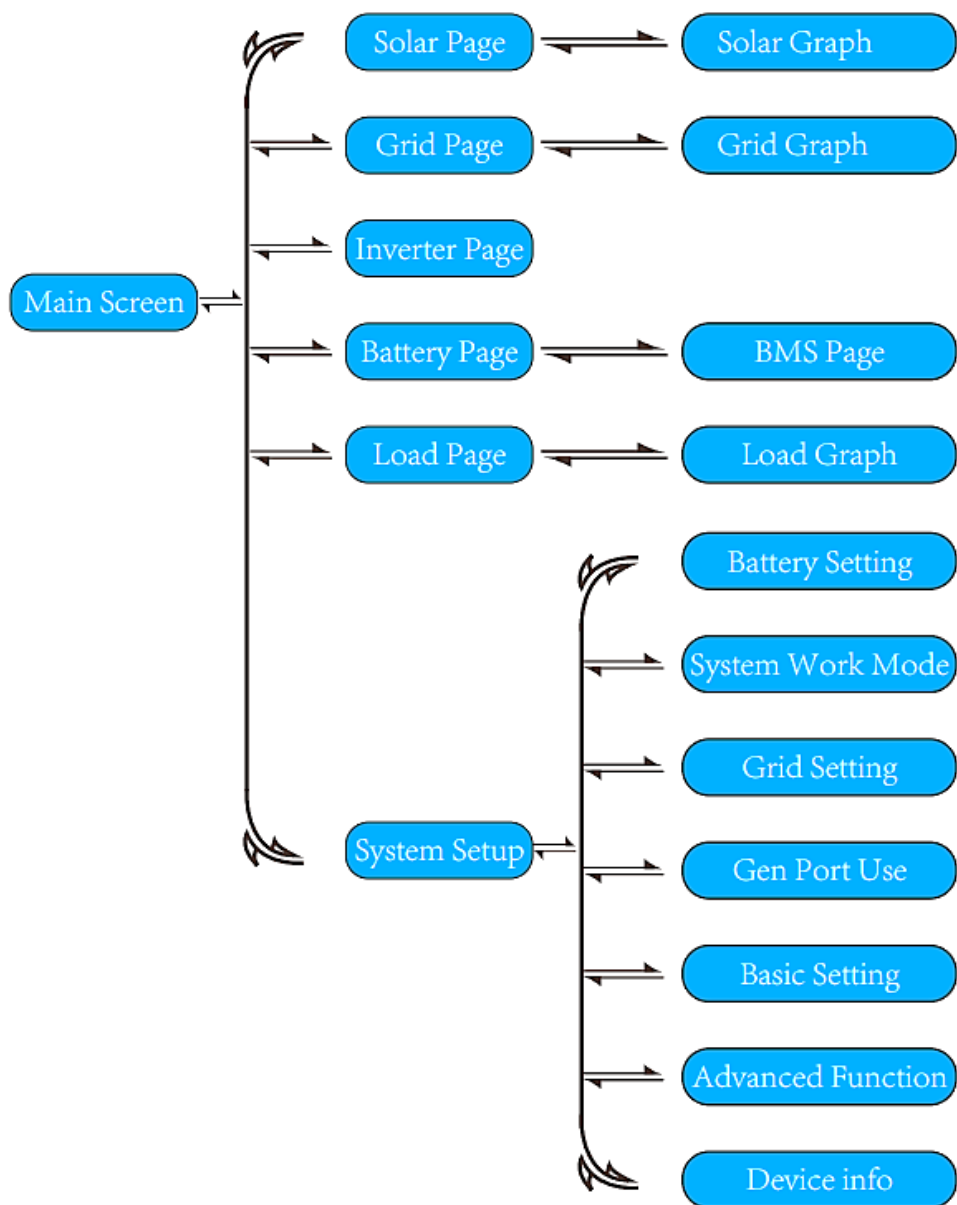 Solar Page
Solar Graph
Grid Page
Grid Graph
Inverter Page
Main Screen
Battery Page
BMS Page
Load Page
Load Graph
Battery Setting
System Work Mode
Grid Setting
System Setup
Gen Port Use
Basic Setting
Advanced Function
Device info